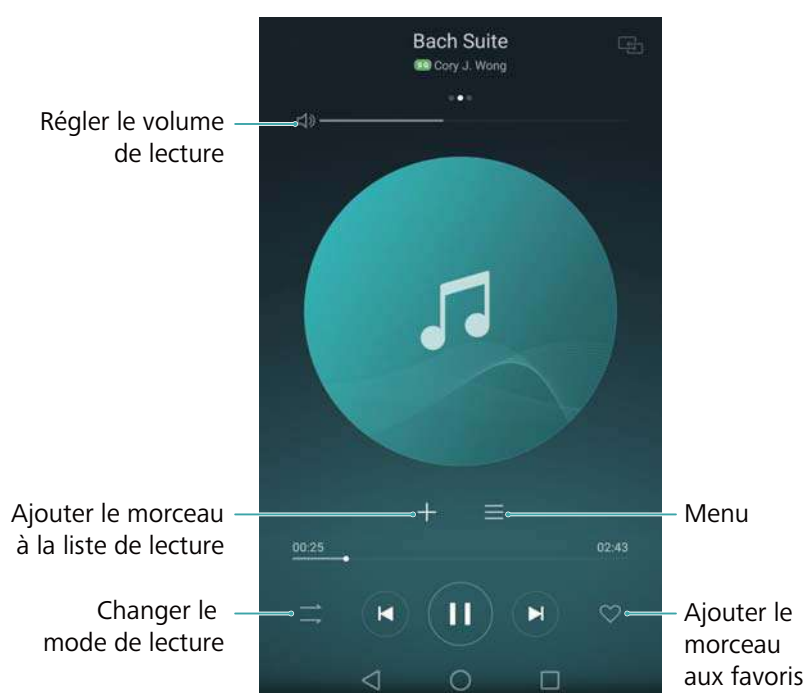 Bach Suite
SQ Cory J. Wong
Régler le volume
de lecture
Ajouter le morceau
à la liste de lecture
Menu
00:25
02:43
Changer le
mode de lecture
Ajouter le
morceau
aux favoris